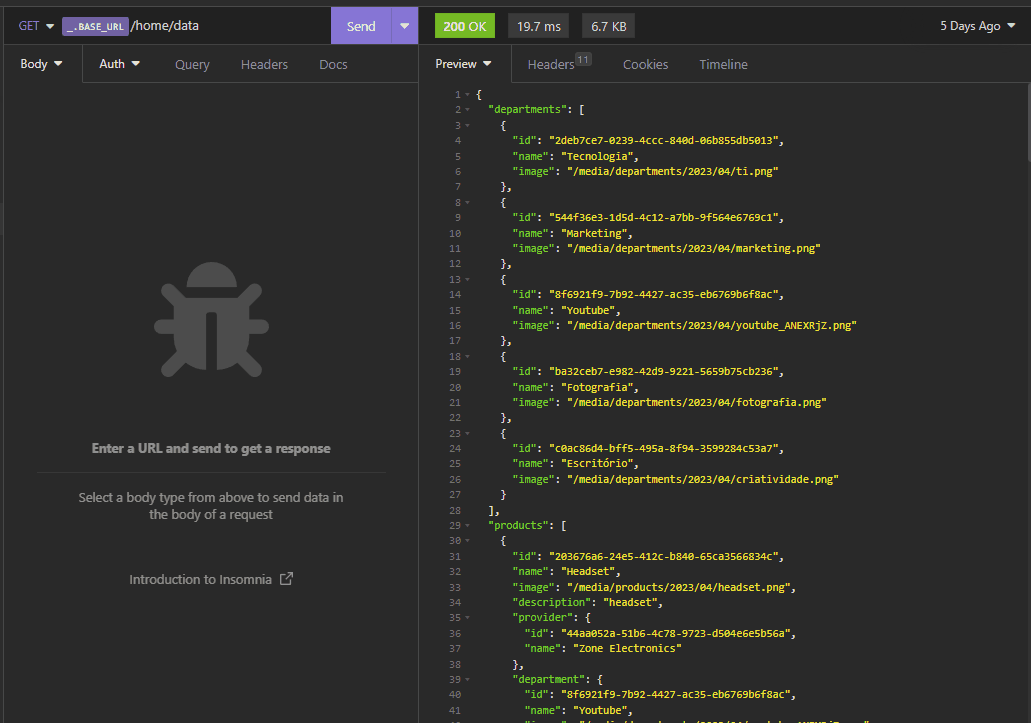 GET _.BASE_URL /home/data Send 200 OK 19.7 ms 6.7 KB 5 Days Ago
Body Auth Query Headers Docs Preview Headers 11 Cookies Timeline
1 {
2 "departments": [
3 {
4 "id": "2deb7ce7-0239-4ccc-840d-06b855db5013",
5 "name": "Tecnologia",
6 "image": "/media/departments/2023/04/ti.png"
7 },
8 {
9 "id": "544f36e3-1d5d-4c12-a7bb-9f564e6769c1",
10 "name": "Marketing",
11 "image": "/media/departments/2023/04/marketing.png"
12 },
13 {
14 "id": "8f6921f9-7b92-4427-ac35-eb6769b6f8ac",
15 "name": "Youtube",
16 "image": "/media/departments/2023/04/youtube_ANEXRjZ.png"
17 },
18 {
19 "id": "ba32ceb7-e982-42d9-9221-5659b75cb236",
20 "name": "Fotografia",
21 "image": "/media/departments/2023/04/fotografia.png"
22 },
23 {
24 "id": "c0ac86d4-bff5-495a-8f94-3599284c53a7",
25 "name": "Escritório",
26 "image": "/media/departments/2023/04/criatividade.png"
27 }
28 ],
29 "products": [
30 {
31 "id": "203676a6-24e5-412c-b840-65ca3566834c",
32 "name": "Headset",
33 "image": "/media/products/2023/04/headset.png",
34 "description": "headset",
35 "provider": {
36 "id": "44aa052a-51b6-4c78-9723-d504e6e5b56a",
37 "name": "Zone Electronics"
38 },
39 "department": {
40 "id": "8f6921f9-7b92-4427-ac35-eb6769b6f8ac",
41 "name": "Youtube",
Enter a URL and send to get a response
Select a body type from above to send data in
the body of a request
Introduction to Insomnia